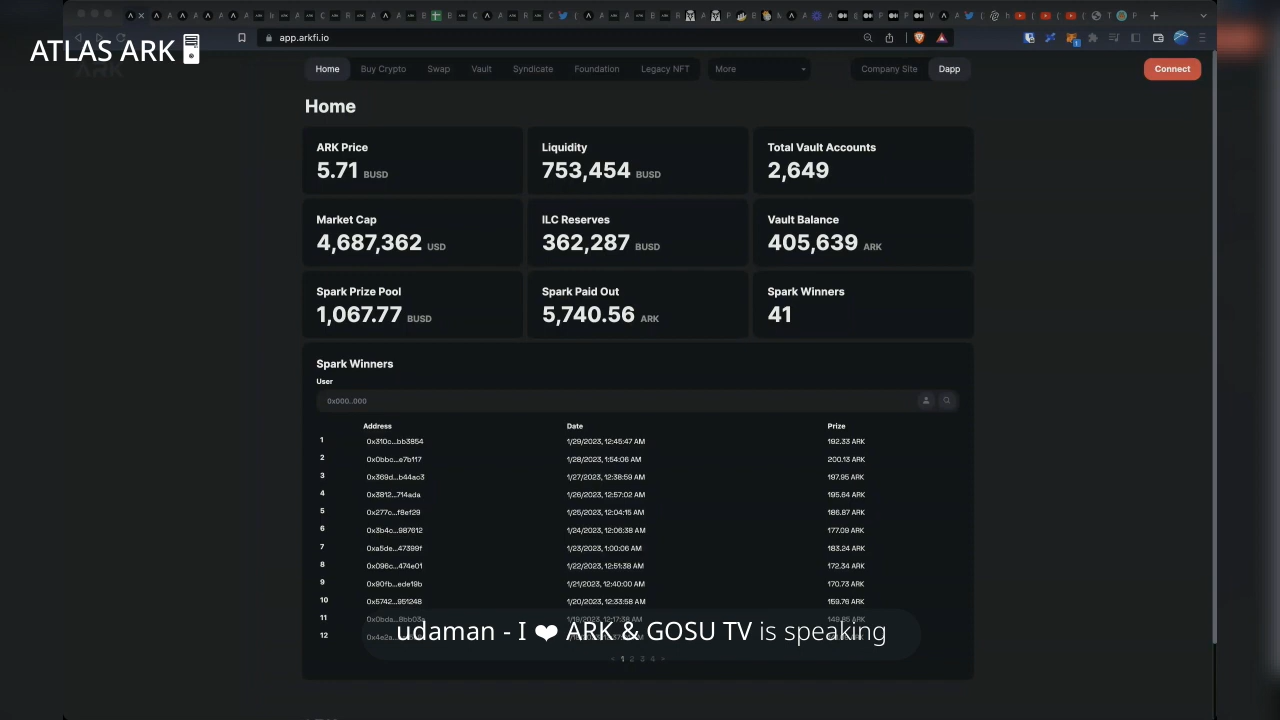 ATLAS ARK
app.arkfi.io
Home Buy Crypto Swap Vault Syndicate Foundation Legacy NFT More Company Site Dapp Connect
Home
ARK Price Liquidity Total Vault Accounts
5.71 BUSD 753,454 BUSD 2,649
Market Cap ILC Reserves Vault Balance
4,687,362 USD 362,287 BUSD 405,639 ARK
Spark Prize Pool Spark Paid Out Spark Winners
1,067.77 BUSD 5,740.56 ARK 41
Spark Winners
User
0x000..000
Address Date Prize
1 0x310c...bb3854 1/29/2023, 12:45:47 AM 192.33 ARK
2 0x0bbc...e7b117 1/28/2023, 1:54:06 AM 200.13 ARK
3 0x369d...b44ac3 1/27/2023, 12:38:59 AM 197.95 ARK
4 0x3812...714ada 1/26/2023, 12:57:02 AM 195.64 ARK
5 0x277c...f8ef29 1/25/2023, 12:04:15 AM 186.87 ARK
6 0x3b4c...987612 1/24/2023, 12:06:38 AM 177.09 ARK
7 0xa5de...47399f 1/23/2023, 1:00:06 AM 183.24 ARK
8 0x096c...474e01 1/22/2023, 12:51:38 AM 172.34 ARK
9 0x90fb...ede19b 1/21/2023, 12:40:00 AM 170.73 ARK
10 0x5742...951248 1/20/2023, 12:33:58 AM 159.76 ARK
11
12
udaman - I ❤ ARK & GOSU TV is speaking
« 1 2 3 4 »